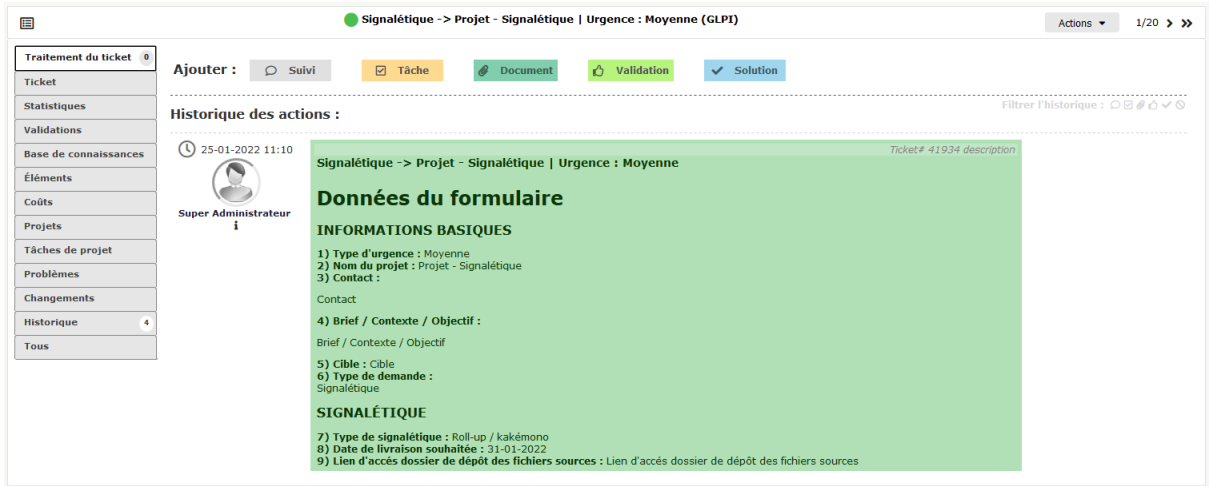 Signalétique -> Projet - Signalétique | Urgence : Moyenne (GLPI)
Actions
1/20
Traitement du ticket 0
Ticket
Statistiques
Validations
Base de connaissances
Éléments
Coûts
Projets
Tâches de projet
Problèmes
Changements
Historique 4
Tous
Ajouter :
Suivi
Tâche
Document
Validation
Solution
Historique des actions :
Filtrer l'historique :
25-01-2022 11:10
Super Administrateur
Ticket# 41934 description
Signalétique -> Projet - Signalétique | Urgence : Moyenne
Données du formulaire
INFORMATIONS BASIQUES
1) Type d'urgence : Moyenne
2) Nom du projet : Projet - Signalétique
3) Contact :
Contact
4) Brief / Contexte / Objectif :
Brief / Contexte / Objectif
5) Cible : Cible
6) Type de demande :
Signalétique
SIGNALÉTIQUE
7) Type de signalétique : Roll-up / kakémono
8) Date de livraison souhaitée : 31-01-2022
9) Lien d'accés dossier de dépôt des fichiers sources : Lien d'accés dossier de dépôt des fichiers sources